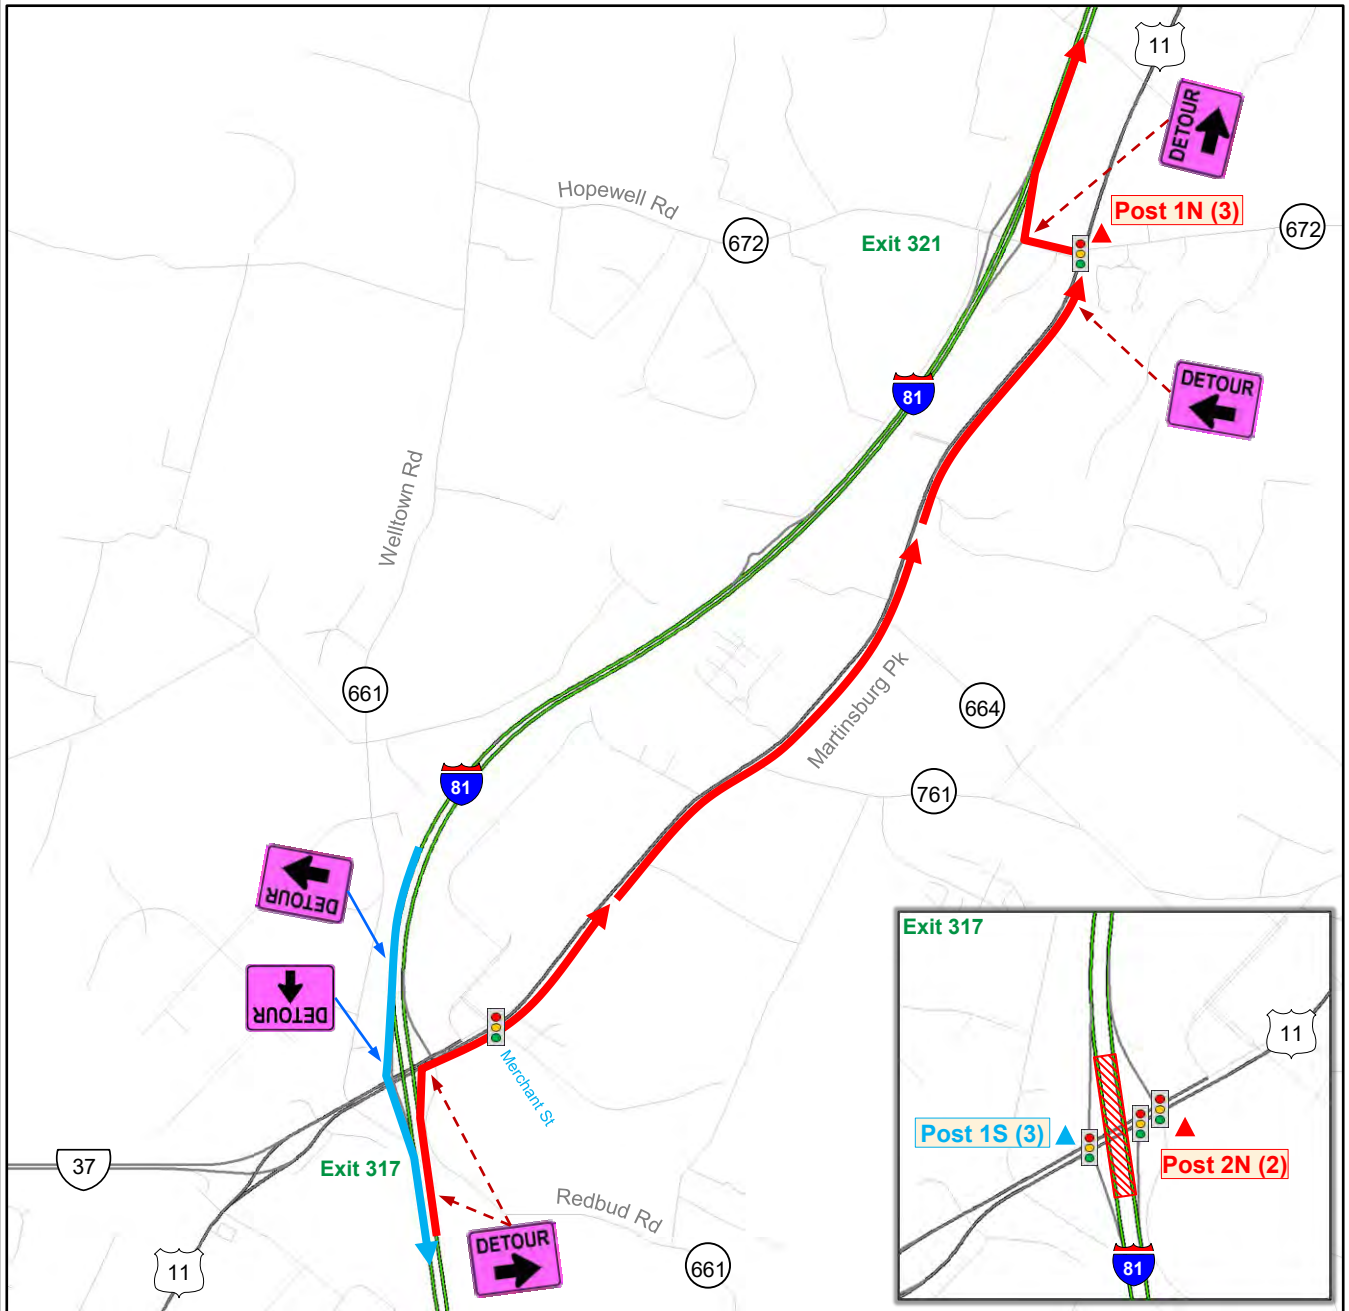 11
DETOUR
Post 1N (3)
Hopewell Rd
672
Exit 321
672
DETOUR
81
Welltown Rd
661
Martinsburg Pk
664
81
761
DETOUR
DETOUR
Merchant St
37
Exit 317
Redbud Rd
DETOUR
661
11
Exit 317
11
Post 1S (3)
Post 2N (2)
81